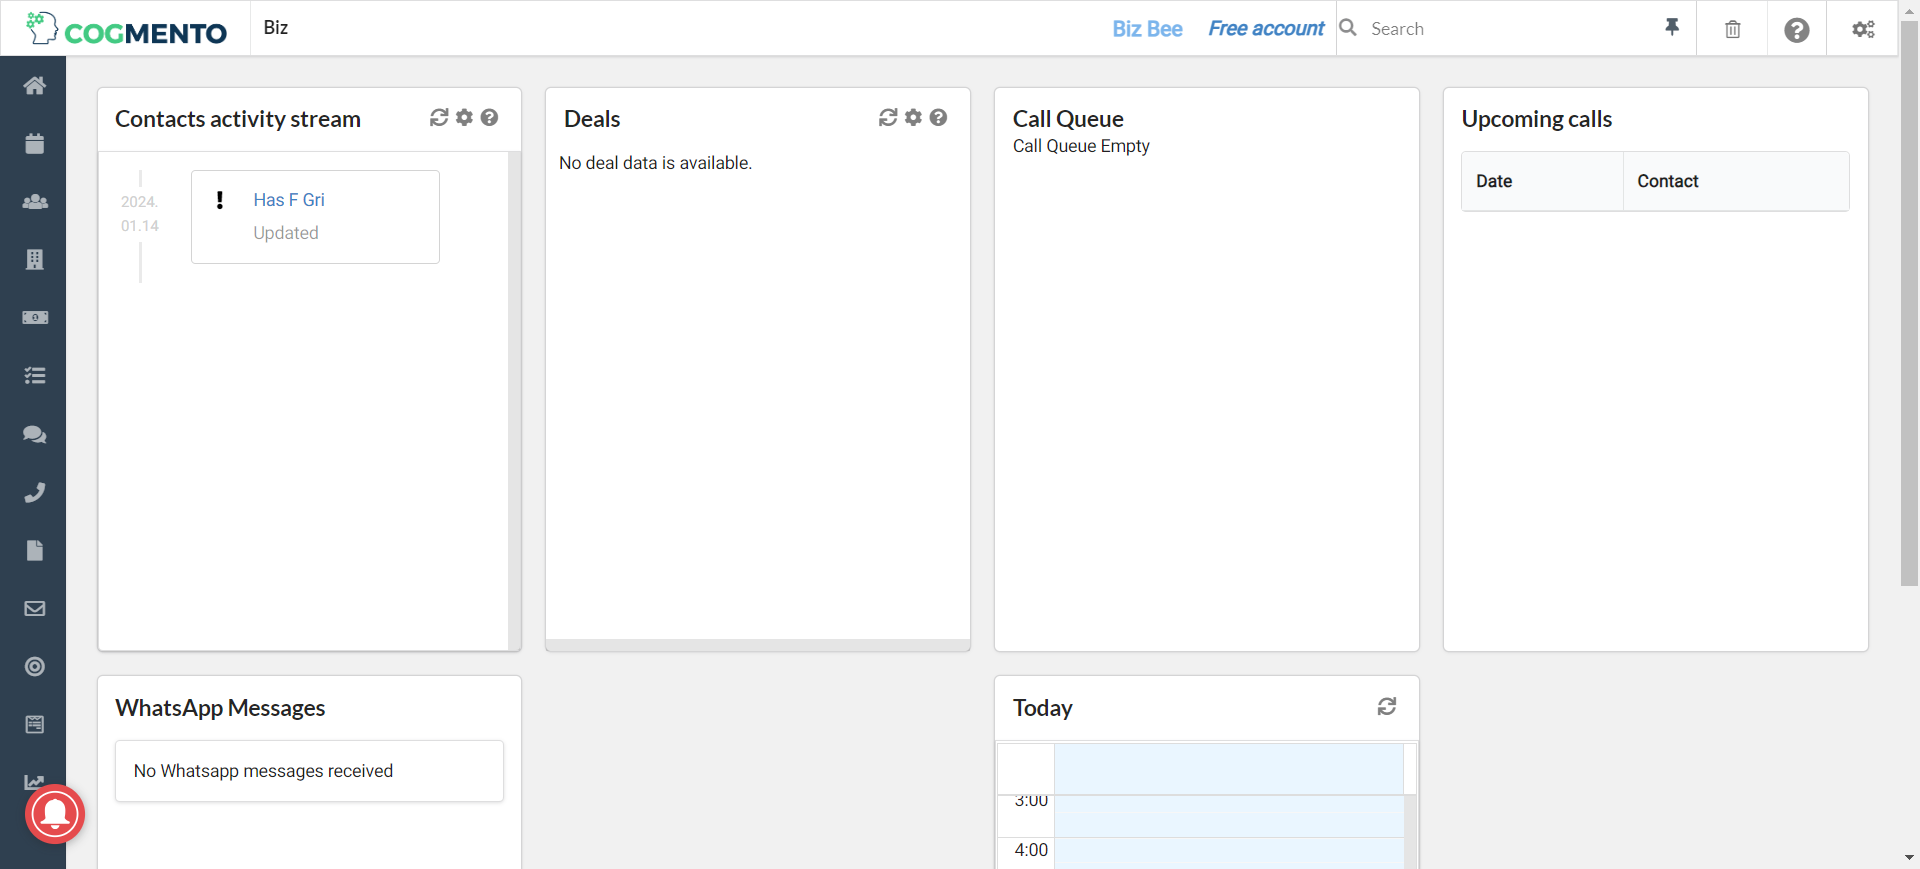 COGMENTO
Biz
Biz Bee
Free account
Search
Contacts activity stream
2024.
01.14
Has F Gri
Updated
Deals
No deal data is available.
Call Queue
Call Queue Empty
Upcoming calls
Date
Contact
WhatsApp Messages
No Whatsapp messages received
Today
3:00
4:00